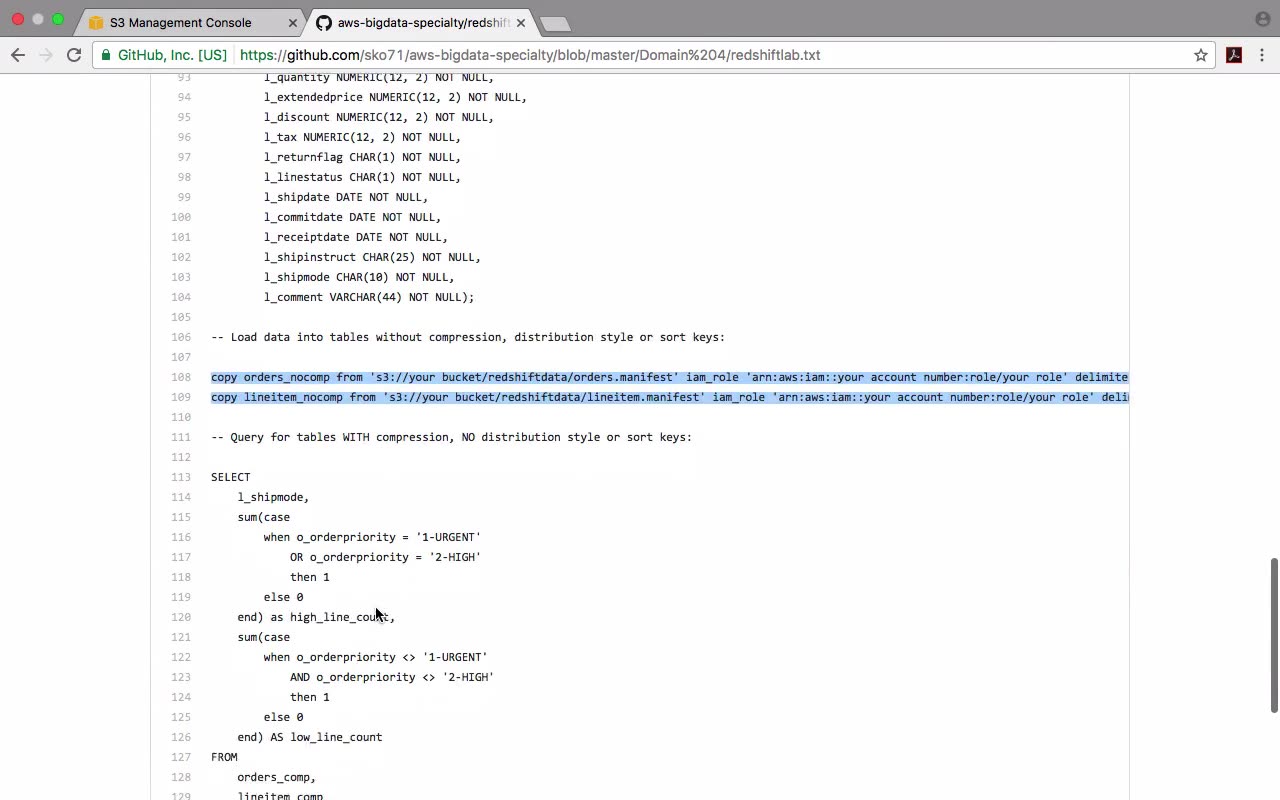 S3 Management Console
aws-bigdata-specialty/redshift
GitHub, Inc. [US]
https://github.com/sko71/aws-bigdata-specialty/blob/master/Domain%204/redshiftlab.txt
93 l_quantity NUMERIC(12, 2) NOT NULL,
94 l_extendedprice NUMERIC(12, 2) NOT NULL,
95 l_discount NUMERIC(12, 2) NOT NULL,
96 l_tax NUMERIC(12, 2) NOT NULL,
97 l_returnflag CHAR(1) NOT NULL,
98 l_linestatus CHAR(1) NOT NULL,
99 l_shipdate DATE NOT NULL,
100 l_commitdate DATE NOT NULL,
101 l_receiptdate DATE NOT NULL,
102 l_shipinstruct CHAR(25) NOT NULL,
103 l_shipmode CHAR(10) NOT NULL,
104 l_comment VARCHAR(44) NOT NULL);
105
106 -- Load data into tables without compression, distribution style or sort keys:
107
108 copy orders_nocomp from 's3://your bucket/redshiftdata/orders.manifest' iam_role 'arn:aws:iam::your account number:role/your role' delimite
109 copy lineitem_nocomp from 's3://your bucket/redshiftdata/lineitem.manifest' iam_role 'arn:aws:iam::your account number:role/your role' deli
110
111 -- Query for tables WITH compression, NO distribution style or sort keys:
112
113 SELECT
114 l_shipmode,
115 sum(case
116 when o_orderpriority = '1-URGENT'
117 OR o_orderpriority = '2-HIGH'
118 then 1
119 else 0
120 end) as high_line_count,
121 sum(case
122 when o_orderpriority <> '1-URGENT'
123 AND o_orderpriority <> '2-HIGH'
124 then 1
125 else 0
126 end) AS low_line_count
127 FROM
128 orders_comp,
129 lineitem_comp